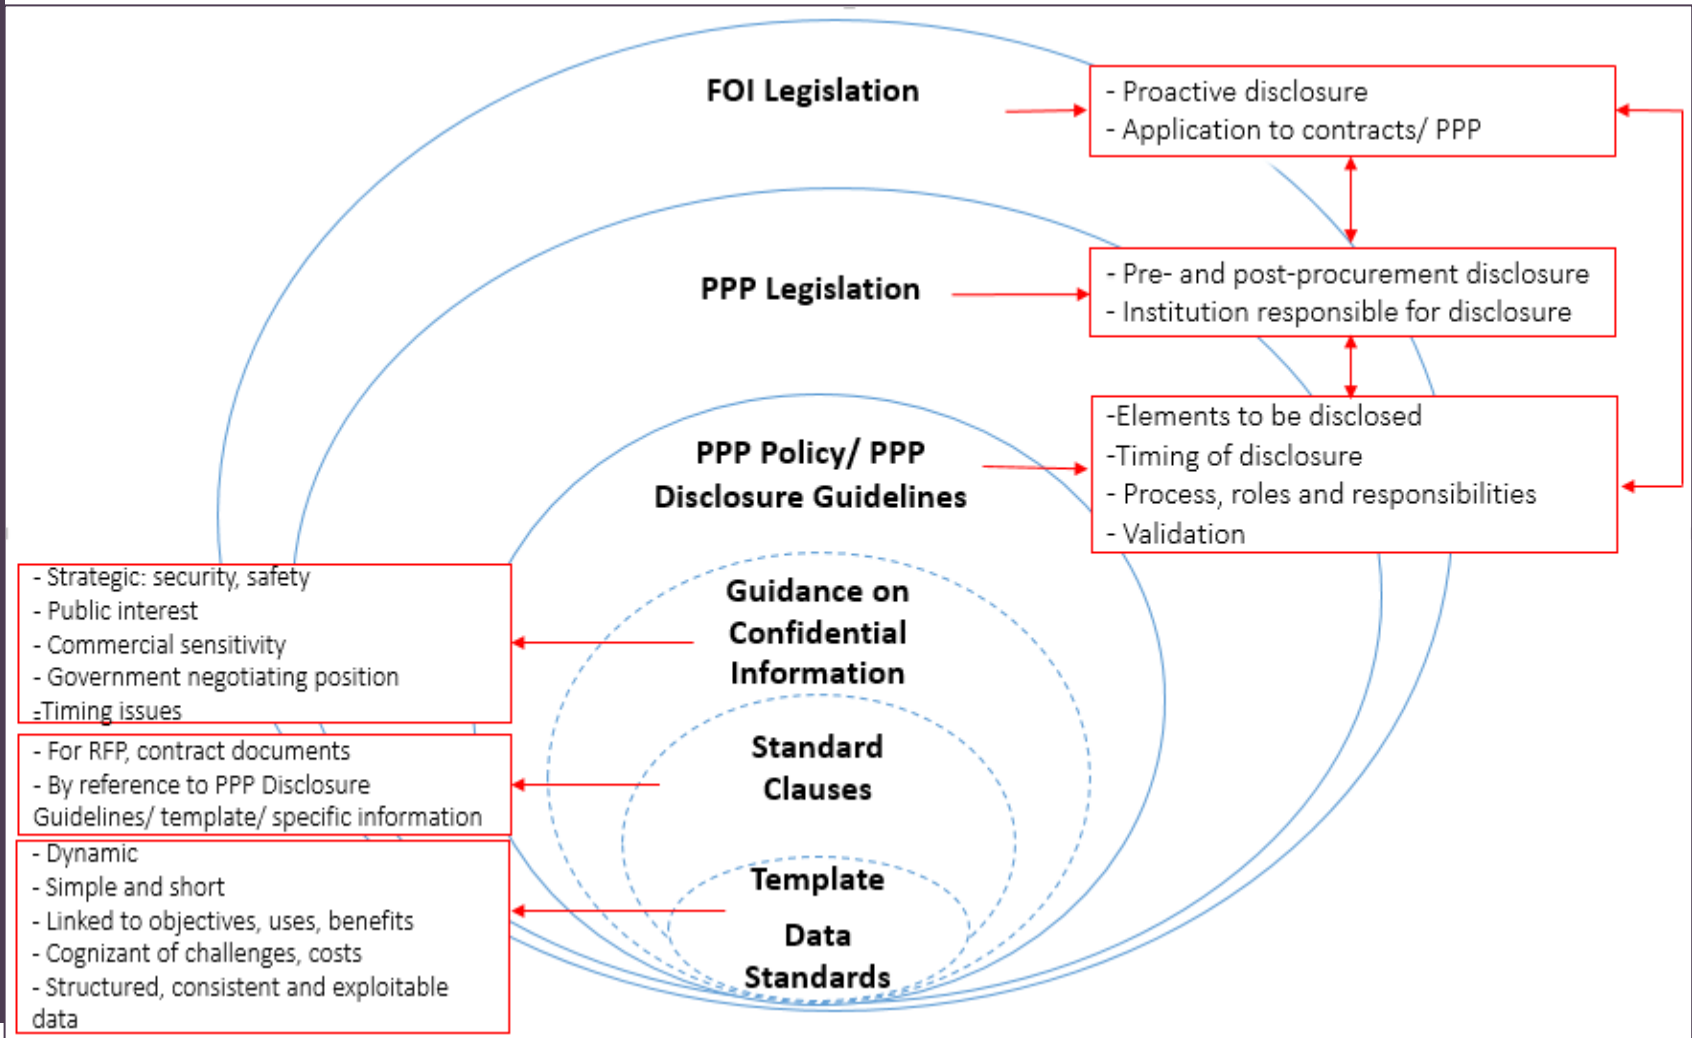 FOI Legislation
- Proactive disclosure
- Application to contracts/ PPP
PPP Legislation
- Pre- and post-procurement disclosure
- Institution responsible for disclosure
PPP Policy/ PPP
Disclosure Guidelines
-Elements to be disclosed
-Timing of disclosure
- Process, roles and responsibilities
- Validation
Guidance on
Confidential
Information
- Strategic: security, safety
- Public interest
- Commercial sensitivity
- Government negotiating position
-Timing issues
Standard
Clauses
- For RFP, contract documents
- By reference to PPP Disclosure
Guidelines/ template/ specific information
Template
Data
Standards
- Dynamic
- Simple and short
- Linked to objectives, uses, benefits
- Cognizant of challenges, costs
- Structured, consistent and exploitable
data